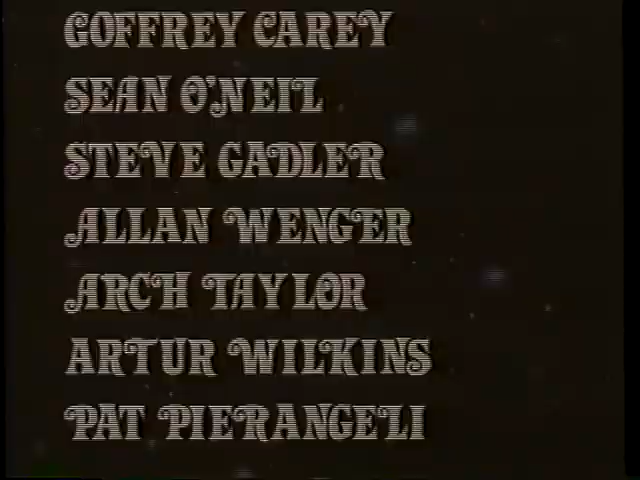 GOFFREY CAREY
SEAN O'NEIL
STEVE GADLER
ALLAN WENGER
ARCH TAYLOR
ARTUR WILKINS
PAT PIERANGELI